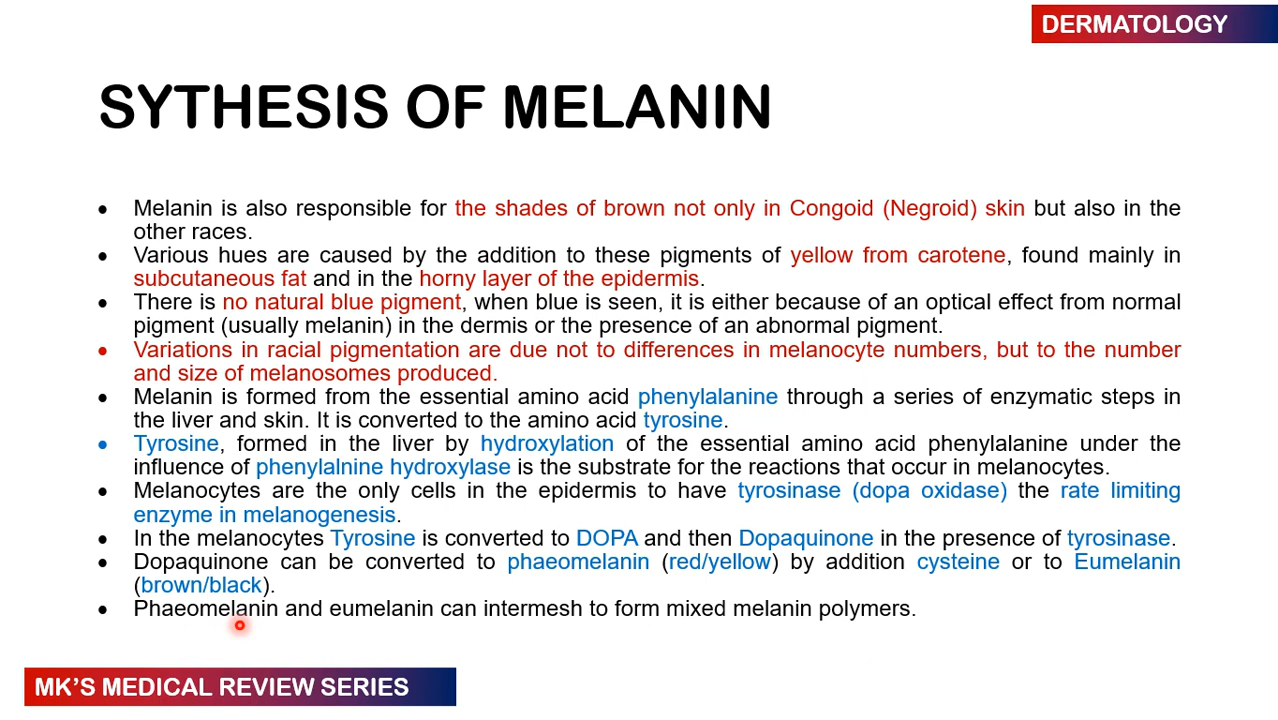 DERMATOLOGY
SYTHESIS OF MELANIN
• Melanin is also responsible for the shades of brown not only in Congoid (Negroid) skin but also in the
other races.
• Various hues are caused by the addition to these pigments of yellow from carotene, found mainly in
subcutaneous fat and in the horny layer of the epidermis.
• There is no natural blue pigment, when blue is seen, it is either because of an optical effect from normal
pigment (usually melanin) in the dermis or the presence of an abnormal pigment.
• Variations in racial pigmentation are due not to differences in melanocyte numbers, but to the number
and size of melanosomes produced.
• Melanin is formed from the essential amino acid phenylalanine through a series of enzymatic steps in
the liver and skin. It is converted to the amino acid tyrosine.
• Tyrosine, formed in the liver by hydroxylation of the essential amino acid phenylalanine under the
influence of phenylalnine hydroxylase is the substrate for the reactions that occur in melanocytes.
• Melanocytes are the only cells in the epidermis to have tyrosinase (dopa oxidase) the rate limiting
enzyme in melanogenesis.
• In the melanocytes Tyrosine is converted to DOPA and then Dopaquinone in the presence of tyrosinase.
• Dopaquinone can be converted to phaeomelanin (red/yellow) by addition cysteine or to Eumelanin
(brown/black).
• Phaeomelanin and eumelanin can intermesh to form mixed melanin polymers.
MK’S MEDICAL REVIEW SERIES